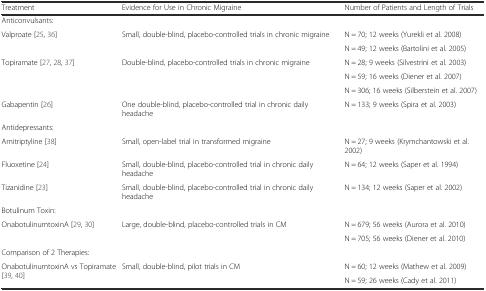 Treatment Evidence for Use in Chronic Migraine Number of Patients and Length of Trials
Anticonvulsants:
Valproate [25, 36] Small, double-blind, placebo-controlled trials in chronic migraine N = 70; 12 weeks (Yurekli et al. 2008)
N = 49; 12 weeks (Bartolini et al. 2005)
Topiramate [27, 28, 37] Double-blind, placebo-controlled trials in chronic migraine N = 28; 9 weeks (Silvestrini et al. 2003)
N = 59; 16 weeks (Diener et al. 2007)
N = 306; 16 weeks (Silberstein et al. 2007)
Gabapentin [26] One double-blind, placebo-controlled trial in chronic daily N = 133; 9 weeks (Spira et al. 2003)
headache
Antidepressants:
Amitriptyline [38] Small, open-label trial in transformed migraine N = 27; 9 weeks (Krymchantowski et al.
2002)
Fluoxetine [24] Small, double-blind, placebo-controlled trial in chronic daily N = 64; 12 weeks (Saper et al. 1994)
headache
Tizanidine [23] Small, double-blind, placebo-controlled trial in chronic daily N = 134; 12 weeks (Saper et al. 2002)
headache
Botulinum Toxin:
OnabotulinumtoxinA [29, 30] Large, double-blind, placebo-controlled trials in CM N = 679; 56 weeks (Aurora et al. 2010)
N = 705; 56 weeks (Diener et al. 2010)
Comparison of 2 Therapies:
OnabotulinumtoxinA vs Topiramate Small, double-blind, pilot trials in CM N = 60; 12 weeks (Mathew et al. 2009)
[39, 40] N = 59; 26 weeks (Cady et al. 2011)